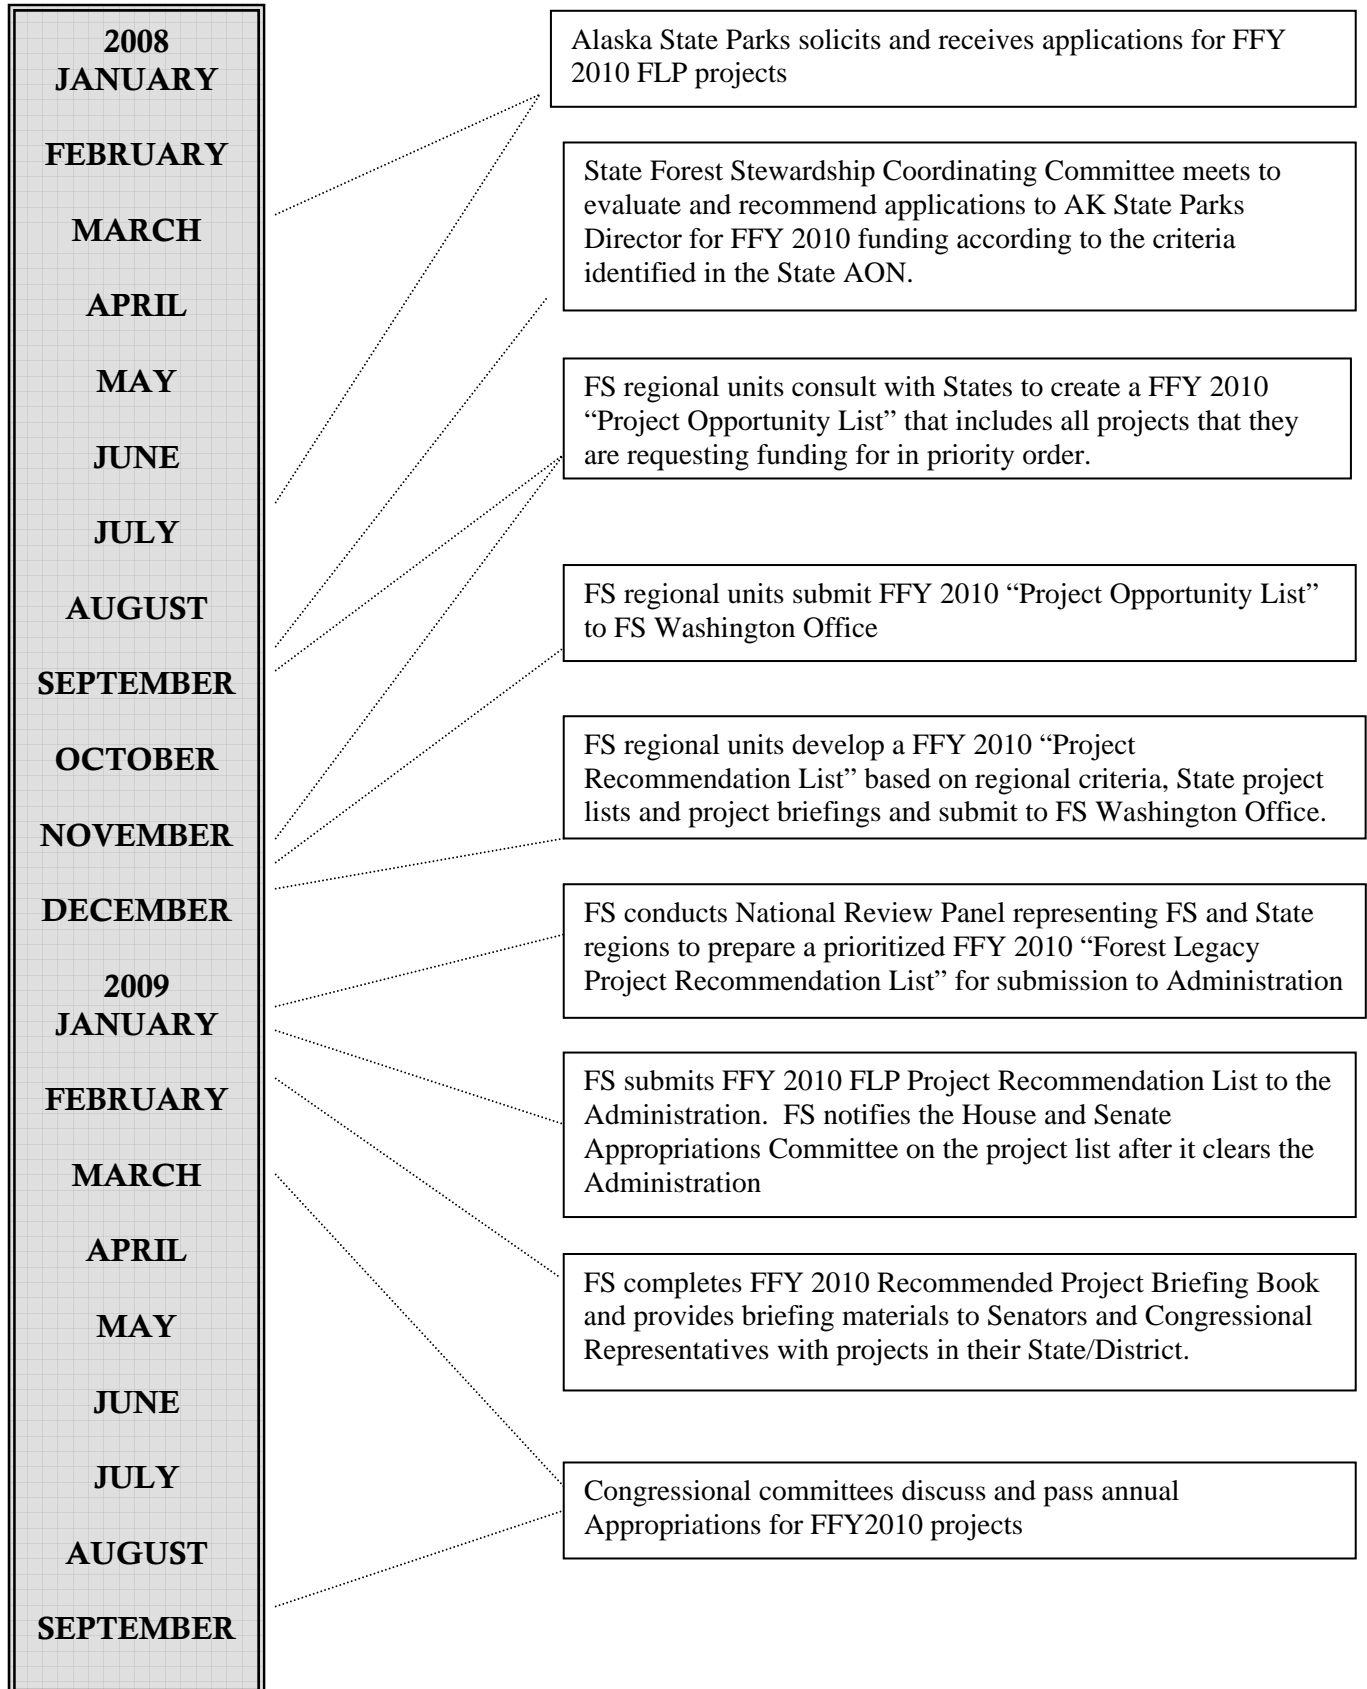 2008
JANUARY
FEBRUARY
MARCH
APRIL
MAY
JUNE
JULY
AUGUST
SEPTEMBER
OCTOBER
NOVEMBER
DECEMBER
2009
JANUARY
FEBRUARY
MARCH
APRIL
MAY
JUNE
JULY
AUGUST
SEPTEMBER
Alaska State Parks solicits and receives applications for FFY
2010 FLP projects
State Forest Stewardship Coordinating Committee meets to
evaluate and recommend applications to AK State Parks
Director for FFY 2010 funding according to the criteria
identified in the State AON.
FS regional units consult with States to create a FFY 2010
“Project Opportunity List” that includes all projects that they
are requesting funding for in priority order.
FS regional units submit FFY 2010 “Project Opportunity List”
to FS Washington Office
FS regional units develop a FFY 2010 “Project
Recommendation List” based on regional criteria, State project
lists and project briefings and submit to FS Washington Office.
FS conducts National Review Panel representing FS and State
regions to prepare a prioritized FFY 2010 “Forest Legacy
Project Recommendation List” for submission to Administration
FS submits FFY 2010 FLP Project Recommendation List to the
Administration.  FS notifies the House and Senate
Appropriations Committee on the project list after it clears the
Administration
FS completes FFY 2010 Recommended Project Briefing Book
and provides briefing materials to Senators and Congressional
Representatives with projects in their State/District.
Congressional committees discuss and pass annual
Appropriations for FFY2010 projects